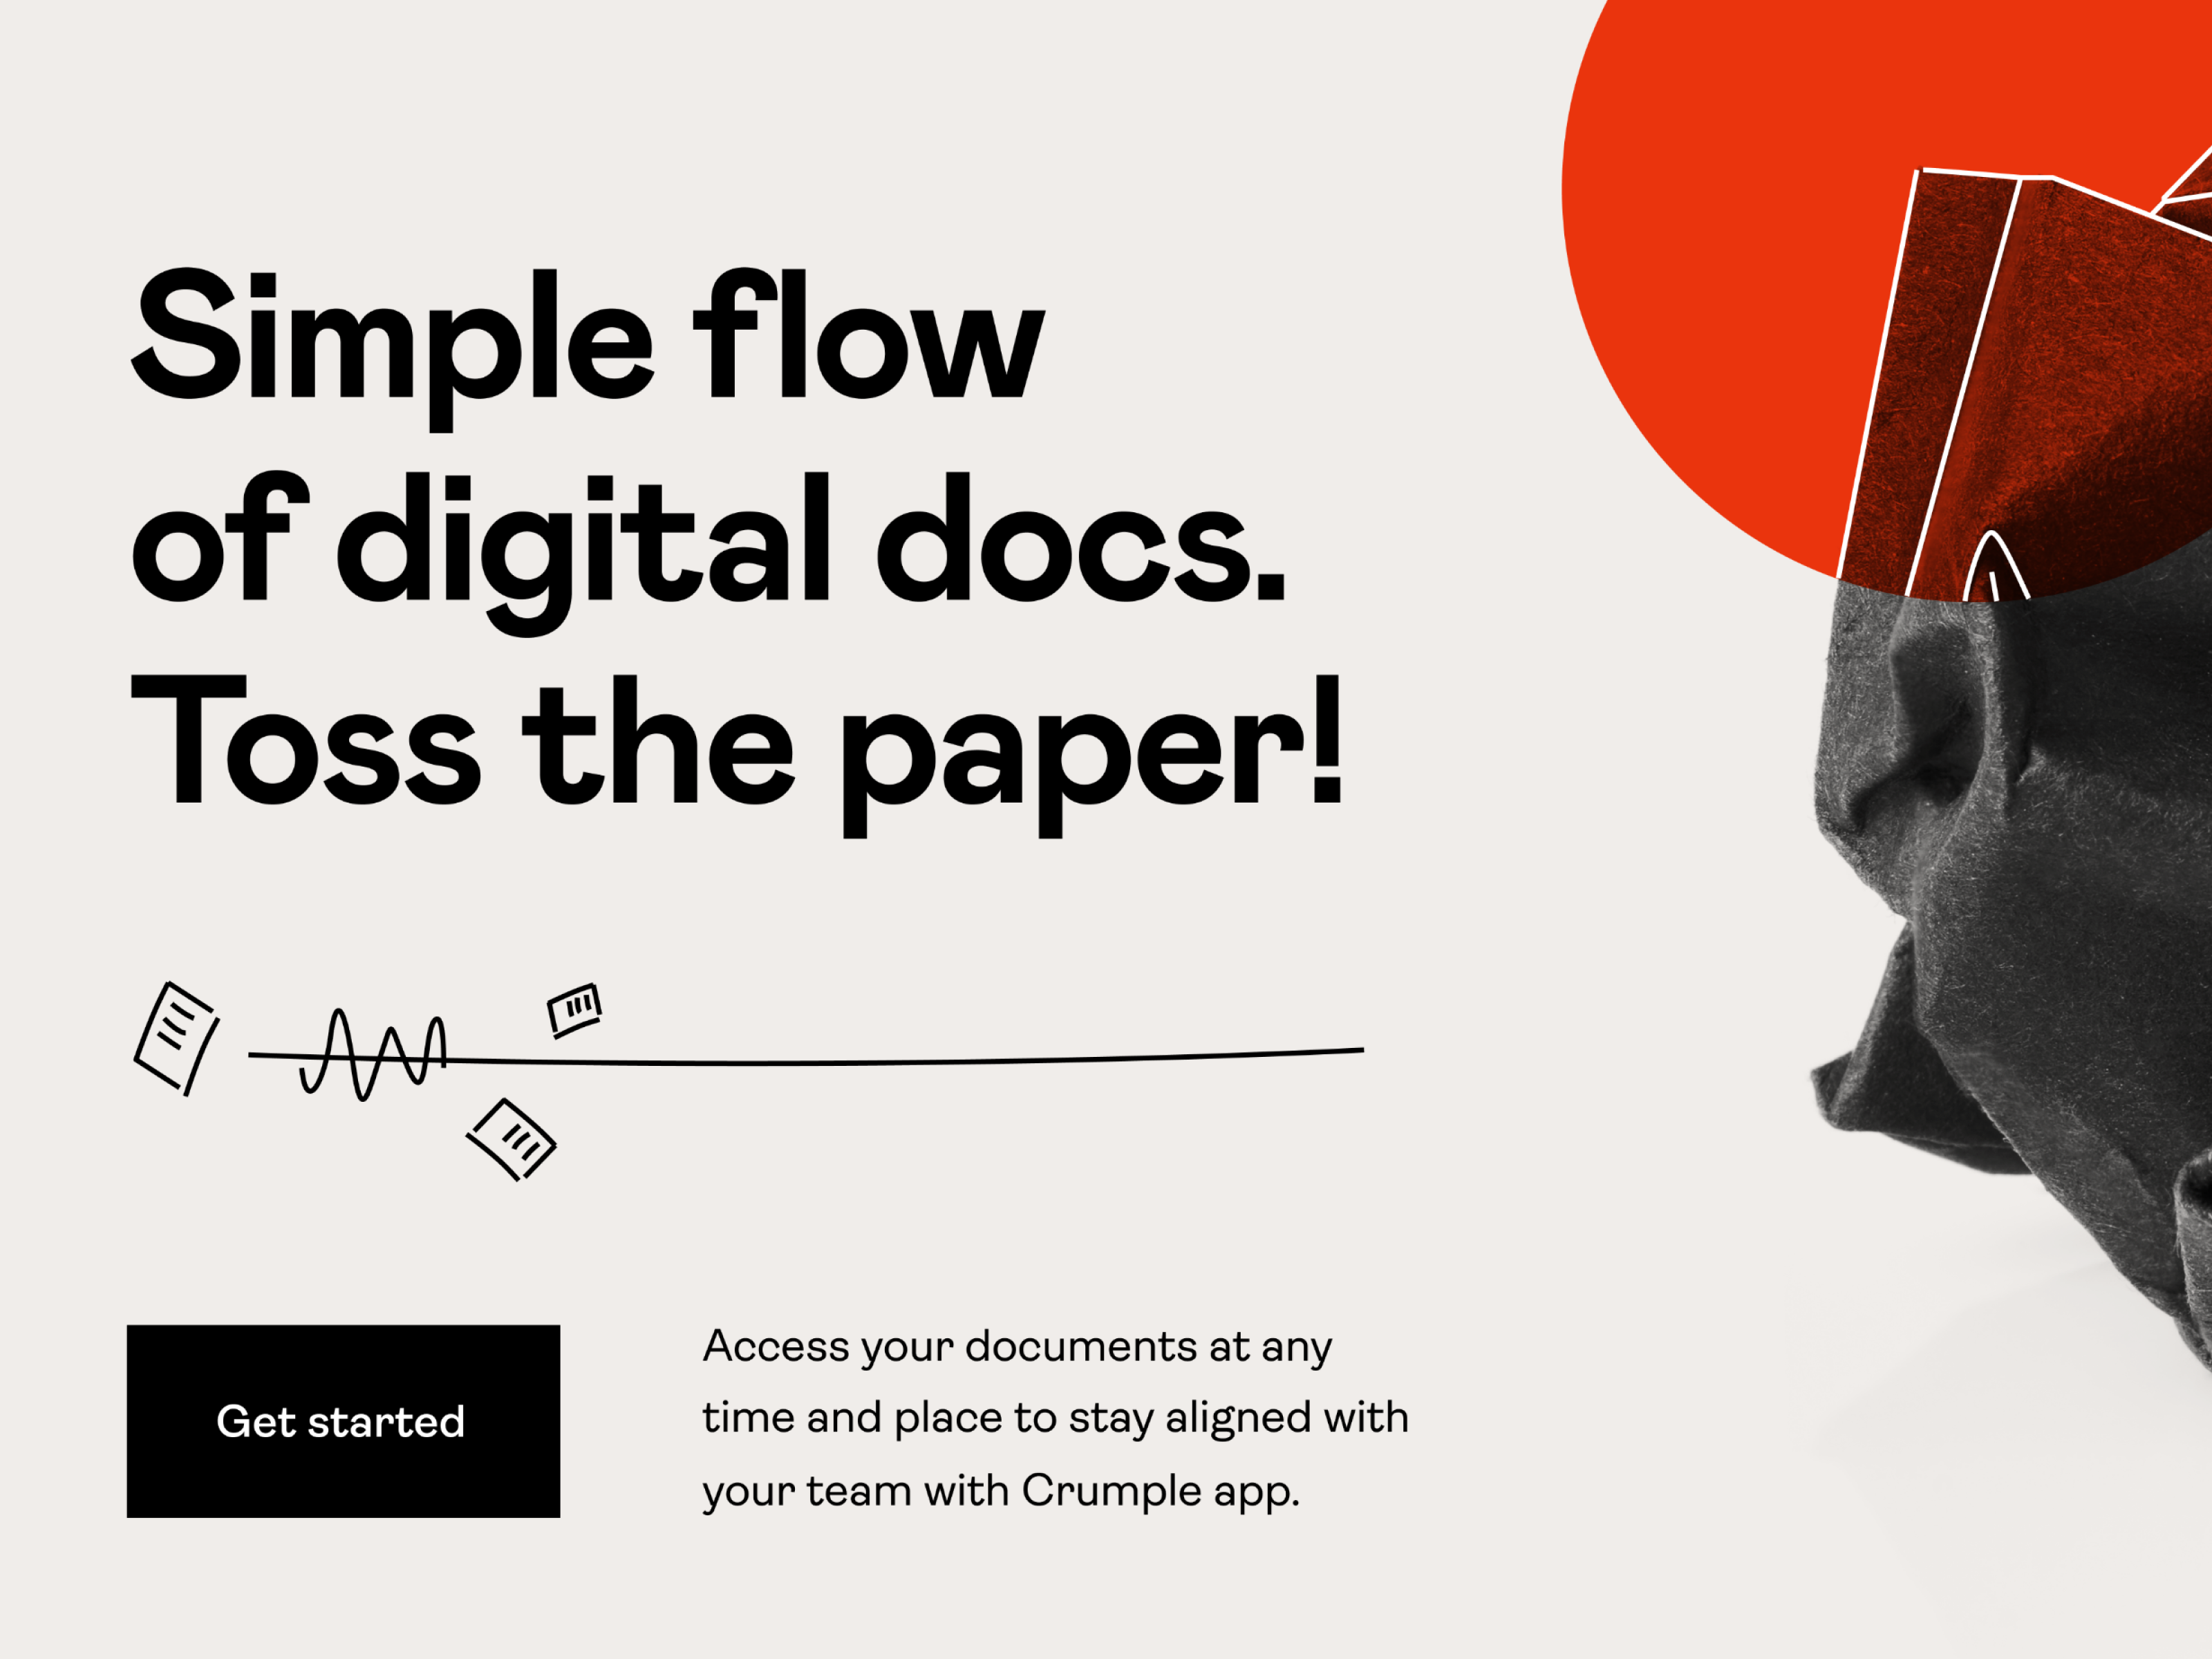 Simple flow
of digital docs.
Toss the paper!
Get started
Access your documents at any
time and place to stay aligned with
your team with Crumple app.